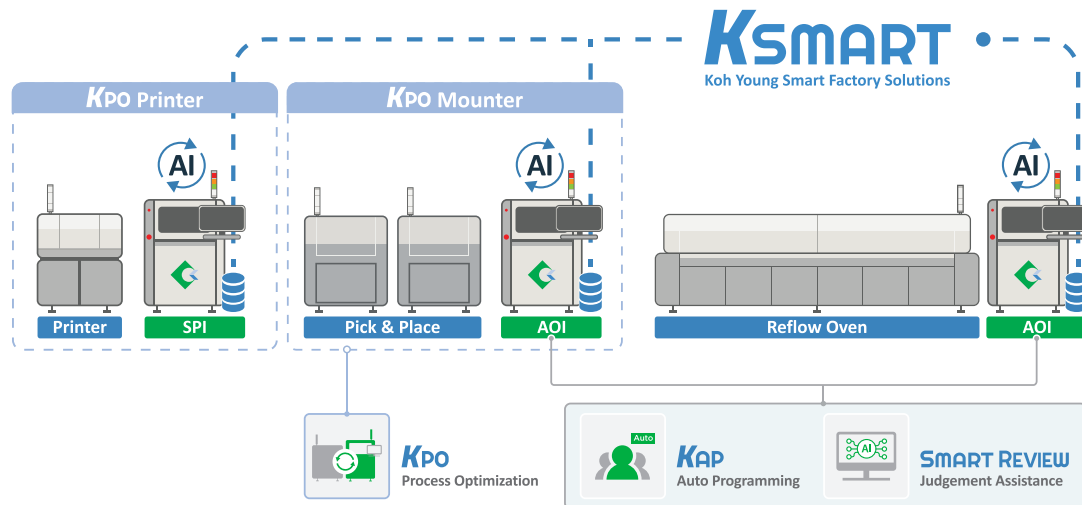 KSMART
Koh Young Smart Factory Solutions
KPO Printer
KPO Mounter
AI
AI
AI
Printer
SPI
Pick & Place
AOI
Reflow Oven
AOI
Auto
AI
KPO
Process Optimization
KAP
Auto Programming
SMART REVIEW
Judgement Assistance